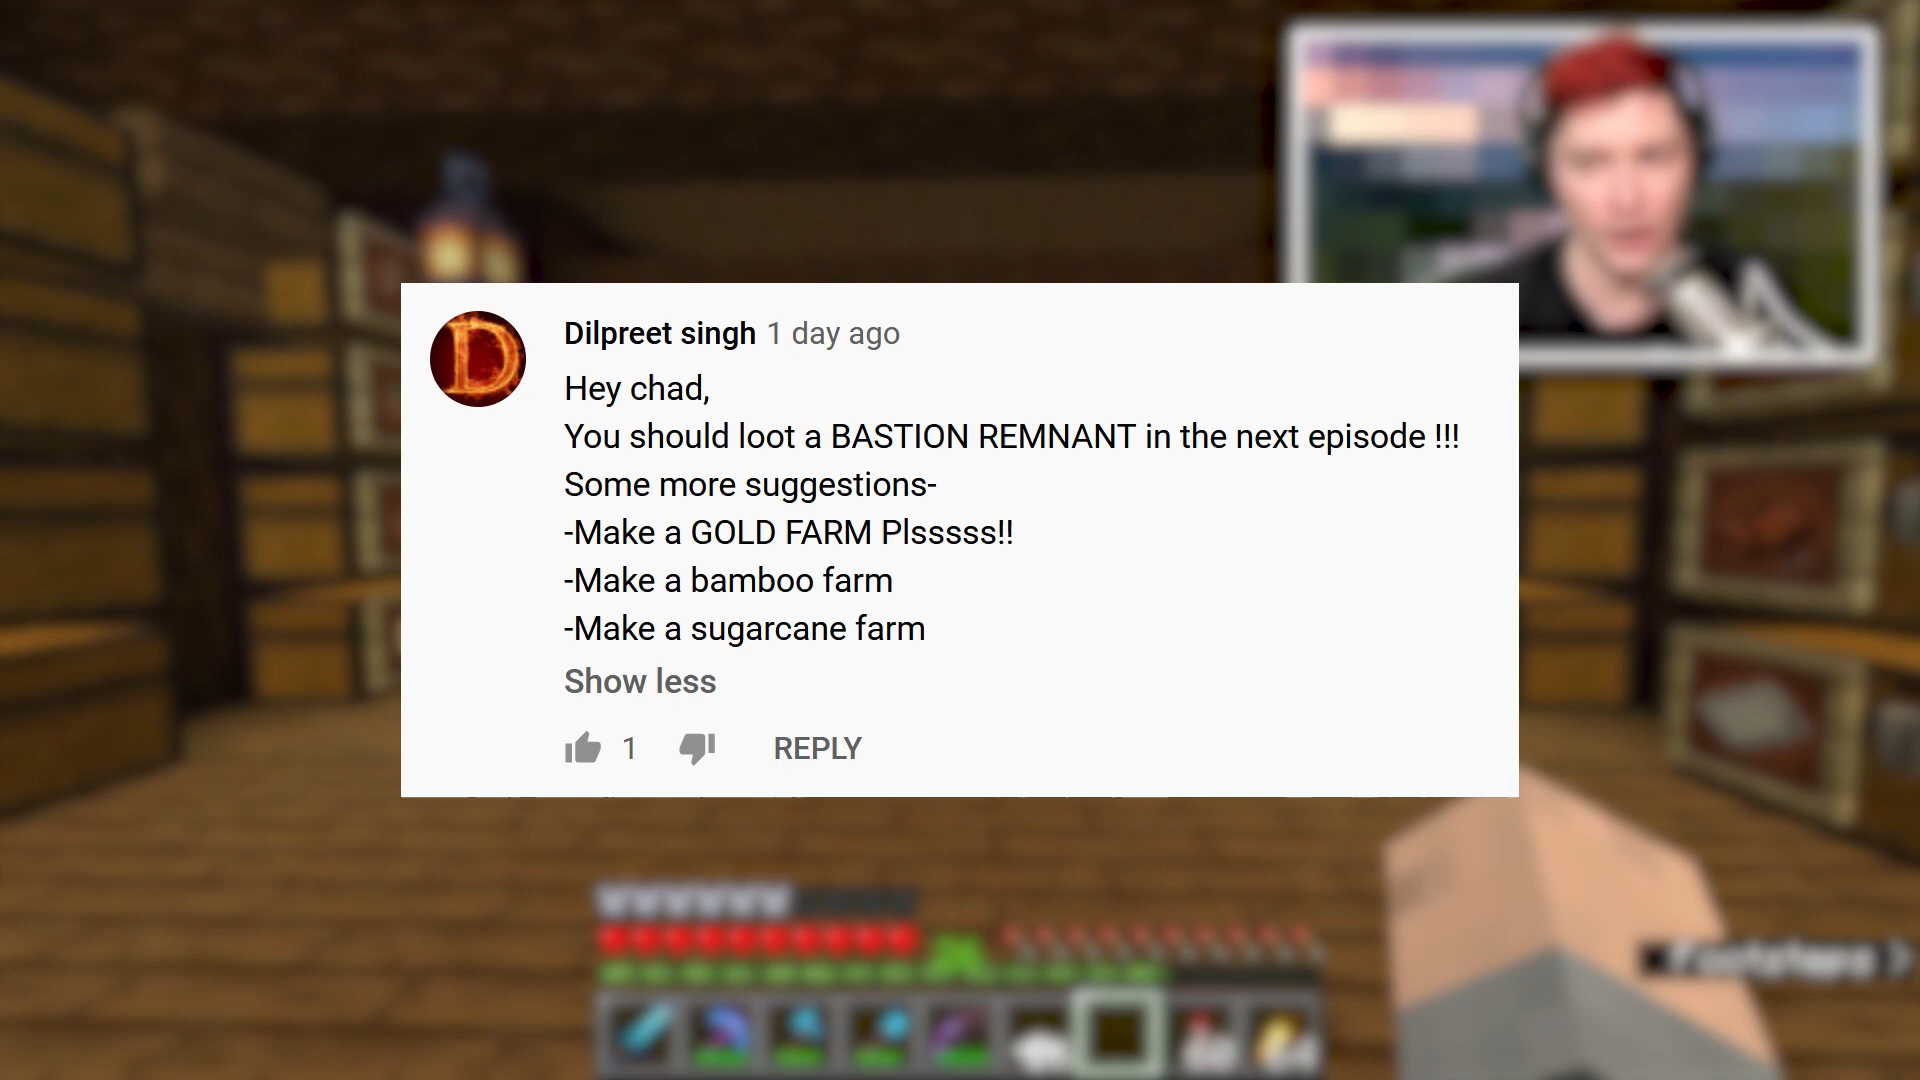 D
Dilpreet singh 1 day ago
Hey chad,
You should loot a BASTION REMNANT in the next episode !!!
Some more suggestions-
-Make a GOLD FARM Plsssss!!
-Make a bamboo farm
-Make a sugarcane farm
Show less
1 REPLY
Footsteps >